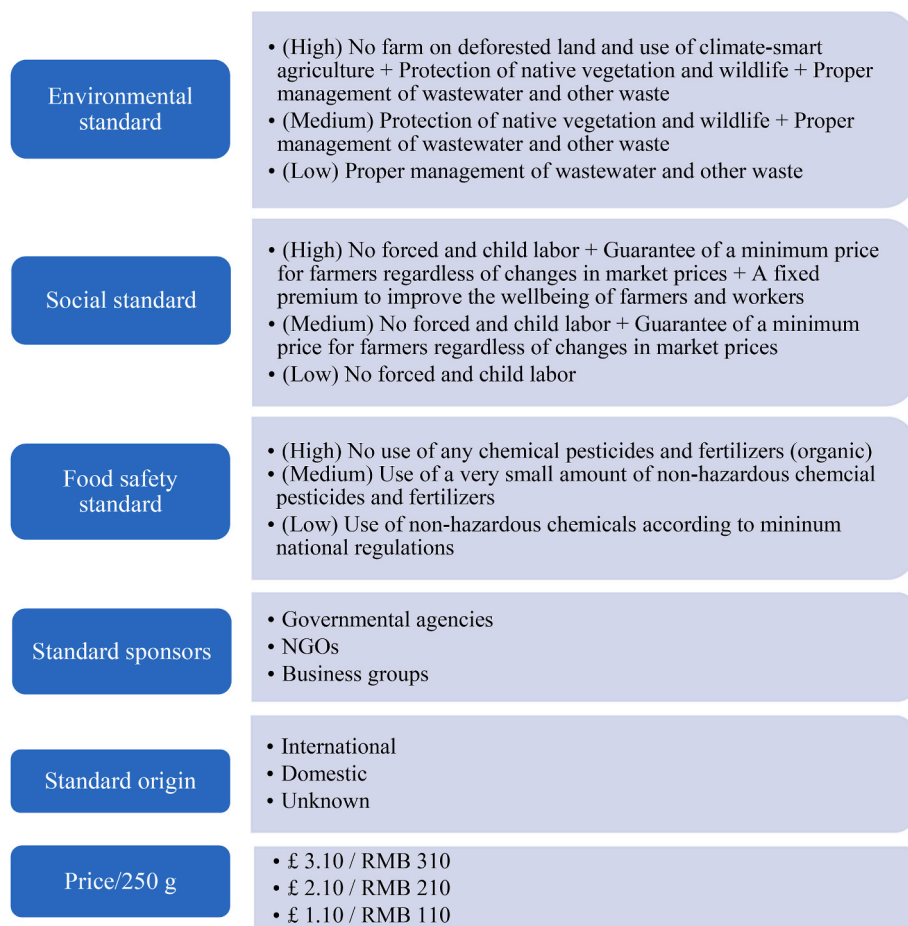 Environmental
standard
• (High) No farm on deforested land and use of climate-smart
agriculture + Protection of native vegetation and wildlife + Proper
management of wastewater and other waste
• (Medium) Protection of native vegetation and wildlife + Proper
management of wastewater and other waste
• (Low) Proper management of wastewater and other waste
Social standard
• (High) No forced and child labor + Guarantee of a minimum price
for farmers regardless of changes in market prices + A fixed
premium to improve the wellbeing of farmers and workers
• (Medium) No forced and child labor + Guarantee of a minimum
price for farmers regardless of changes in market prices
• (Low) No forced and child labor
Food safety
standard
• (High) No use of any chemical pesticides and fertilizers (organic)
• (Medium) Use of a very small amount of non-hazardous chemcial
pesticides and fertilizers
• (Low) Use of non-hazardous chemicals according to mininum
national regulations
Standard sponsors
• Governmental agencies
• NGOs
• Business groups
Standard origin
• International
• Domestic
• Unknown
Price/250 g
• £ 3.10 / RMB 310
• £ 2.10 / RMB 210
• £ 1.10 / RMB 110